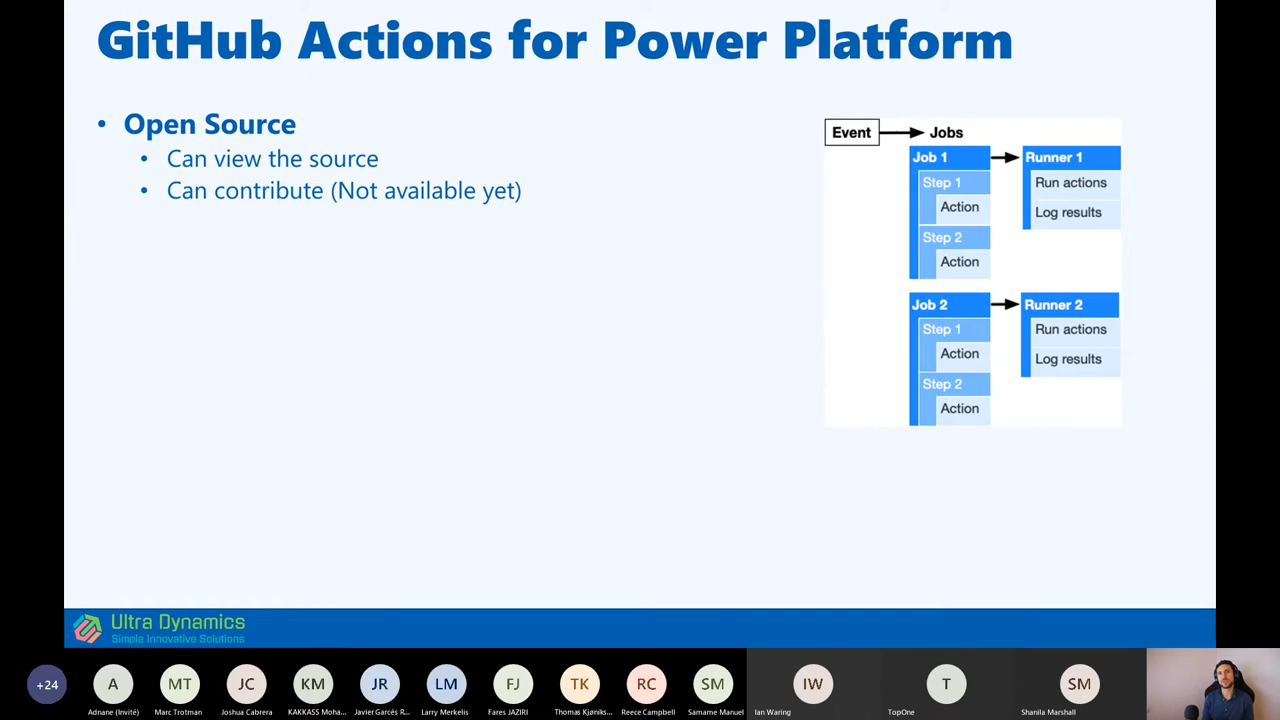 GitHub Actions for Power Platform
• Open Source
• Can view the source
• Can contribute (Not available yet)
Event
Jobs
Job 1
Runner 1
Step 1
Run actions
Action
Log results
Step 2
Action
Job 2
Runner 2
Step 1
Run actions
Action
Log results
Step 2
Action
Ultra Dynamics
Simple Innovative Solutions
+24
A
MT
JC
KM
JR
LM
FJ
TK
RC
SM
IW
T
SM
Adnane (Invité)
Marc Trotman
Joshua Cabrera
KAKKASS Moha...
Javier Garcés R...
Larry Merkelis
Fares JAZIRI
Thomas Kjøniks...
Reece Campbell
Samame Manuel
Ian Waring
TopOne
Shanila Marshall